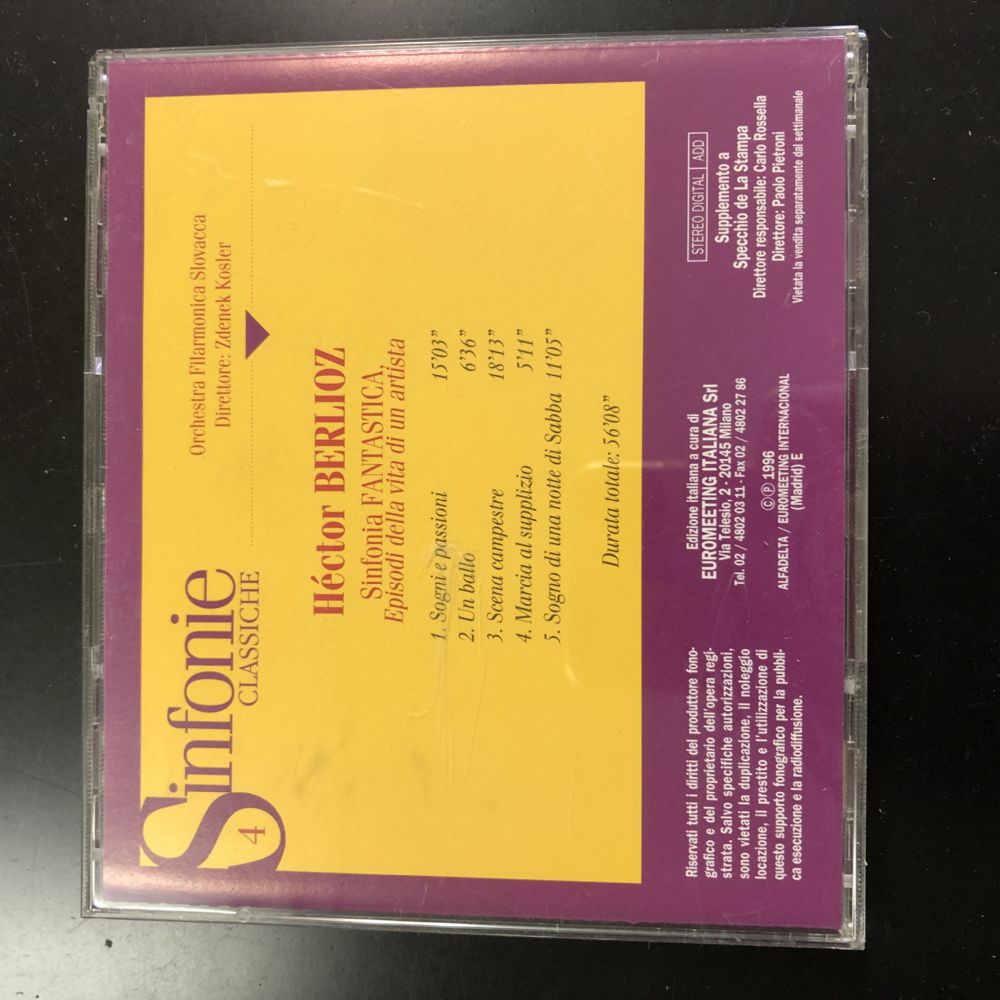 Sinfonie
4
CLASSICHE
Orchestra Filarmonica Slovacca
Direttore: Zdenek Kosler
Héctor BERLIOZ
Sinfonia FANTASTICA,
Episodi della vita di un artista
1. Sogni e passioni 15’03”
2. Un ballo 6’36”
3. Scena campestre 18’13”
4. Marcia al supplizio 5’11”
5. Sogno di una notte di Sabba 11’05”
Durata totale: 56’08”
Riservati tutti i diritti del produttore fono-
grafico e del proprietario dell'opera regi-
strata. Salvo specifiche autorizzazioni,
sono vietati la duplicazione, il noleggio
locazione, il prestito e l'utilizzazione di
questo supporto fonografico per la pubbli-
ca esecuzione e la radiodiffusione.
Edizione italiana a cura di
EUROMEETING ITALIANA Srl
Via Telesio, 2 - 20145 Milano
Tel. 02 / 4802 03 11 - Fax 02 / 4802 27 86
©℗ 1996
ALFADELTA / EUROMEETING INTERNACIONAL
(Madrid) E
STEREO DIGITAL ADD
Supplemento a
Specchio de La Stampa
Direttore responsabile: Carlo Rossella
Direttore: Paolo Pietroni
Vietata la vendita separatamente dal settimanale